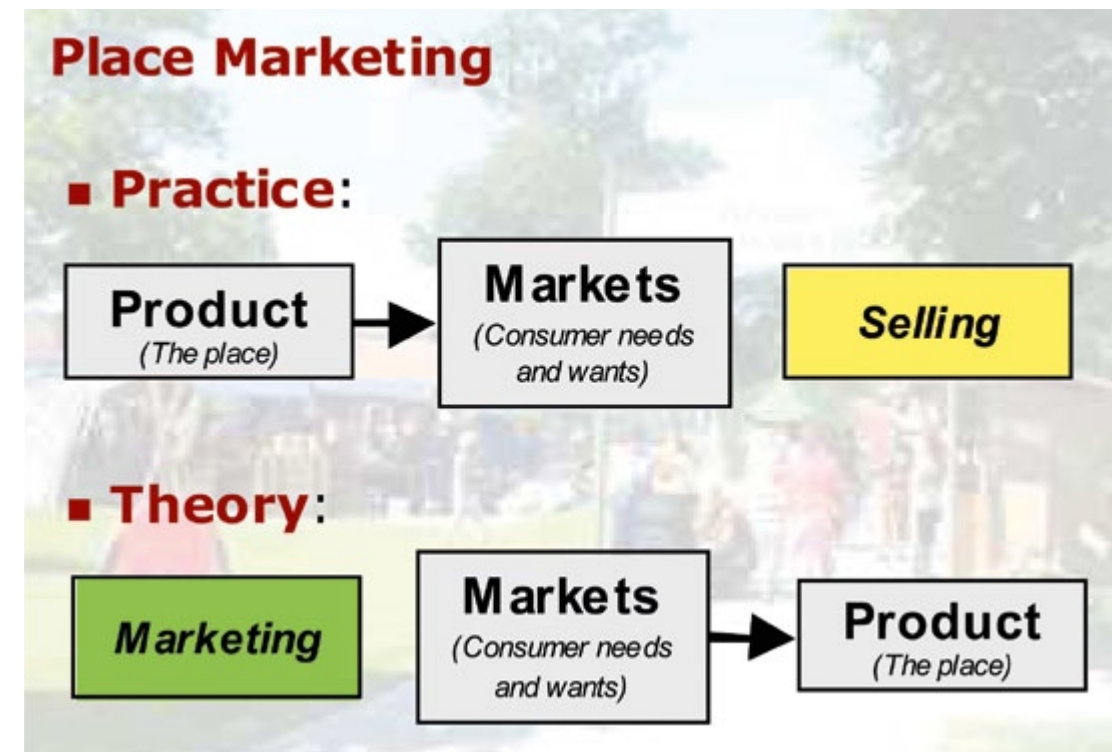 Place Marketing
▪ Practice:
Product
(The place)
Markets
(Consumer needs
and wants)
Selling
▪ Theory:
Marketing
Markets
(Consumer needs
and wants)
Product
(The place)